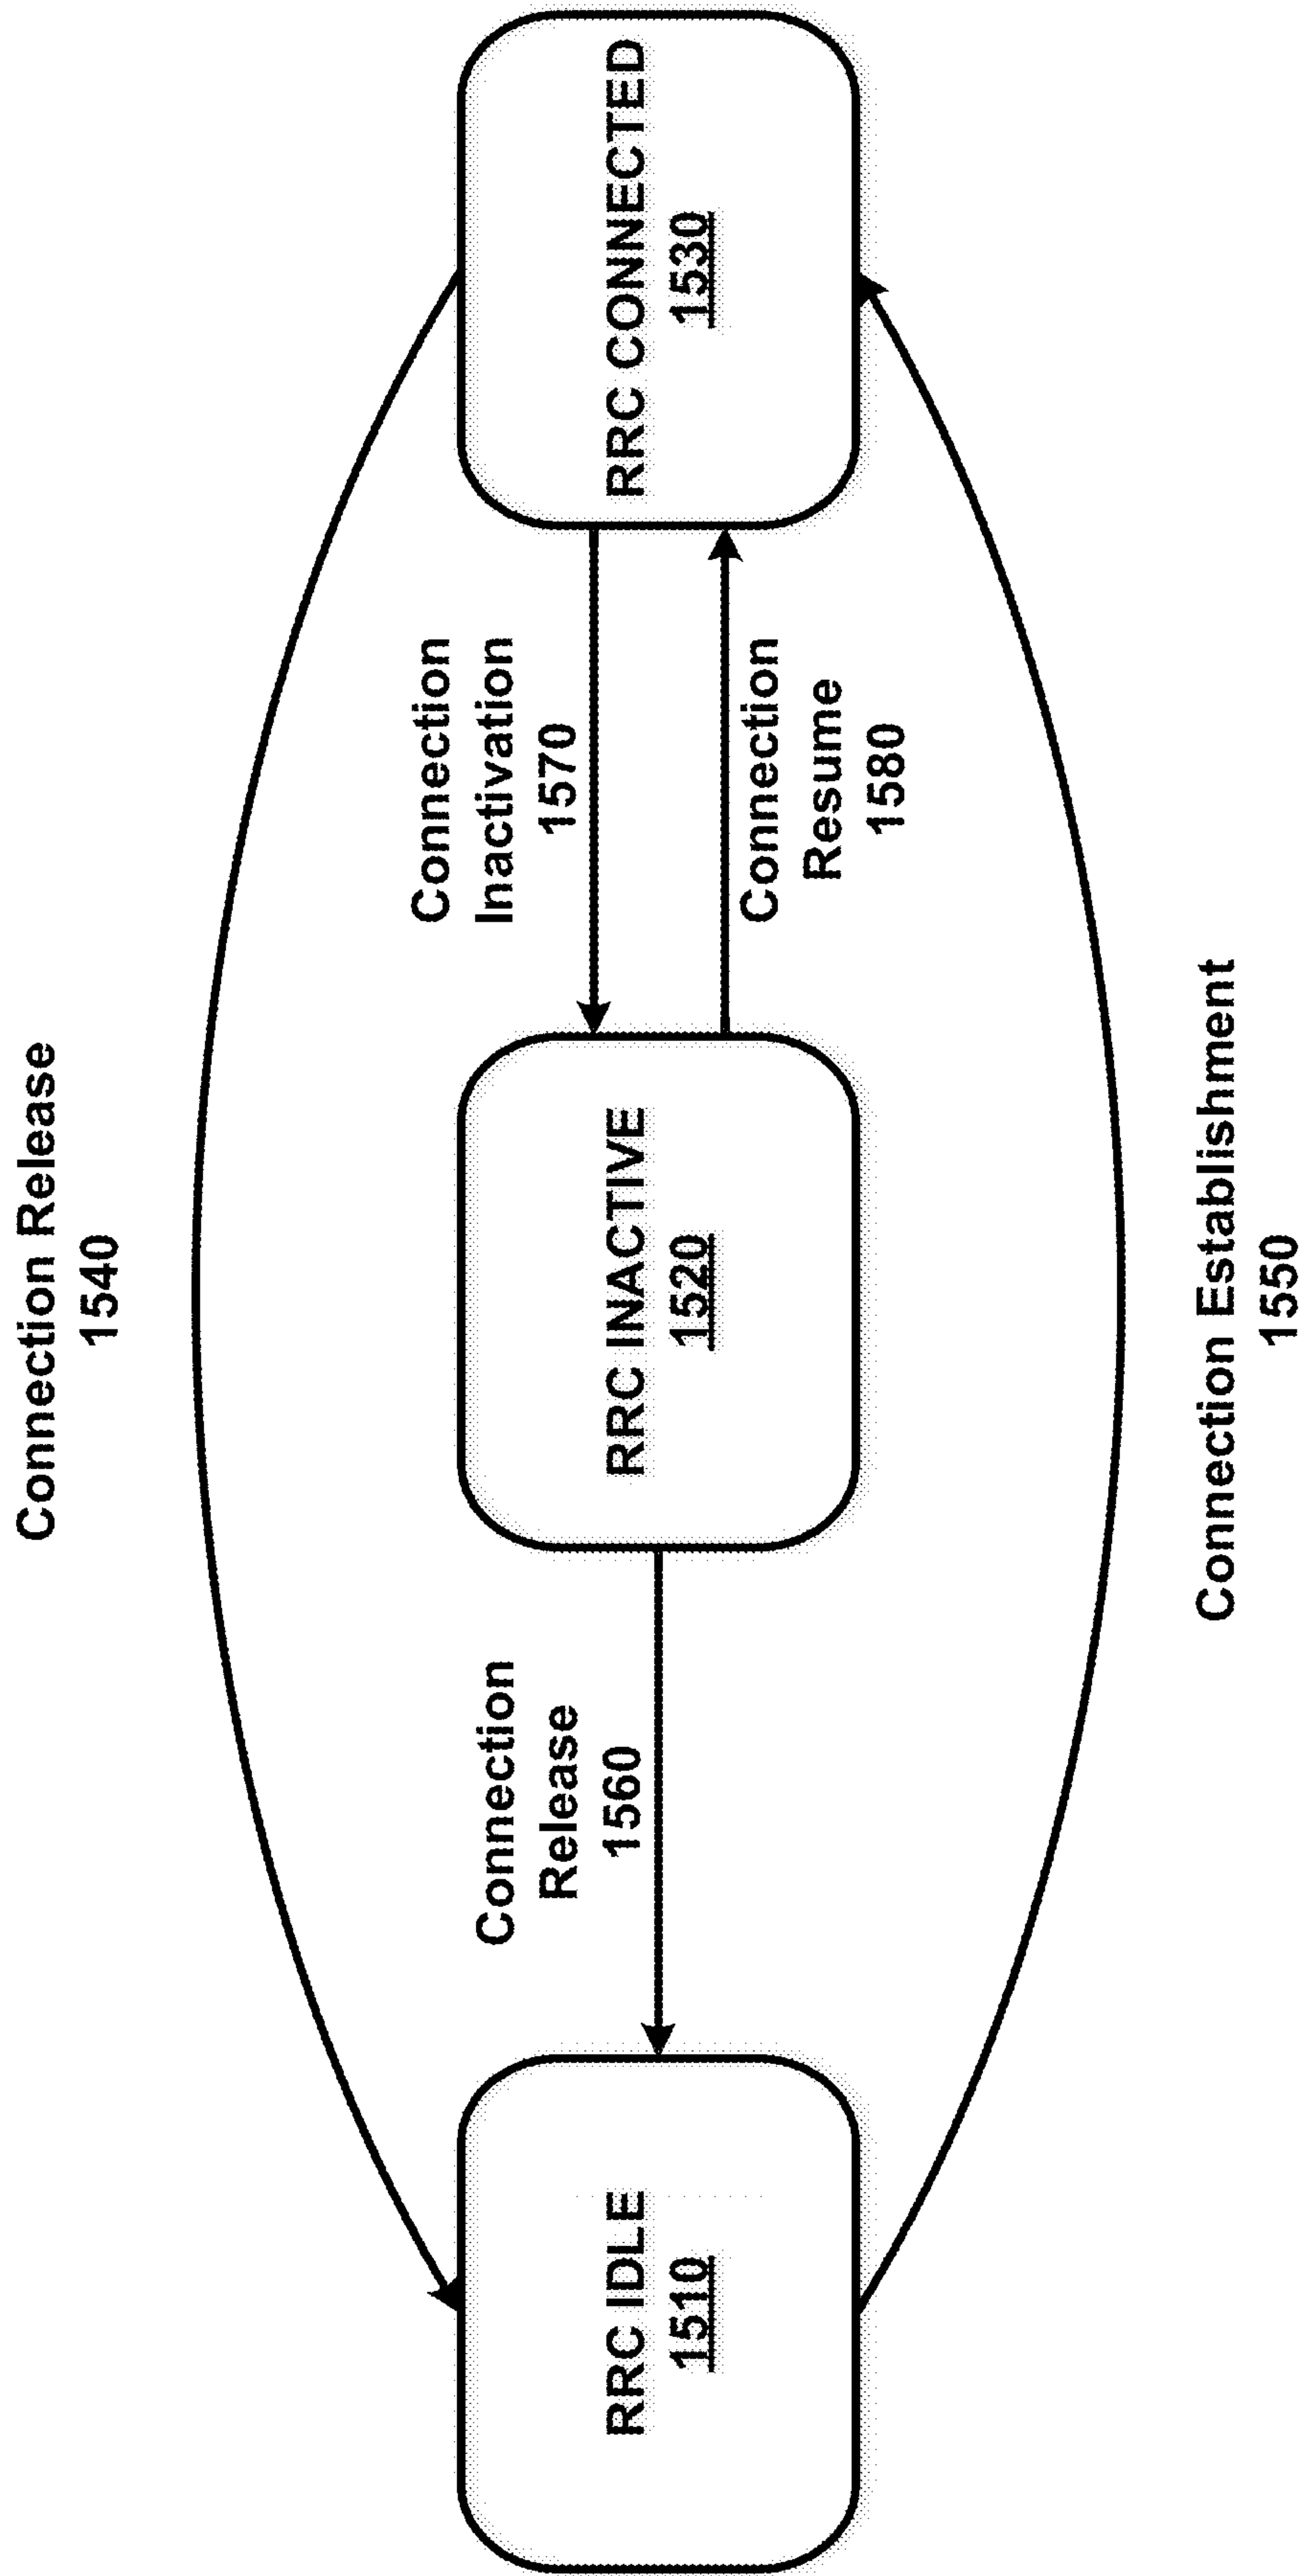 Connection Release
1540
RRC IDLE
1510
Connection
Release
1560
RRC INACTIVE
1520
Connection
Inactivation
1570
Connection
Resume
1580
RRC CONNECTED
1530
Connection Establishment
1550